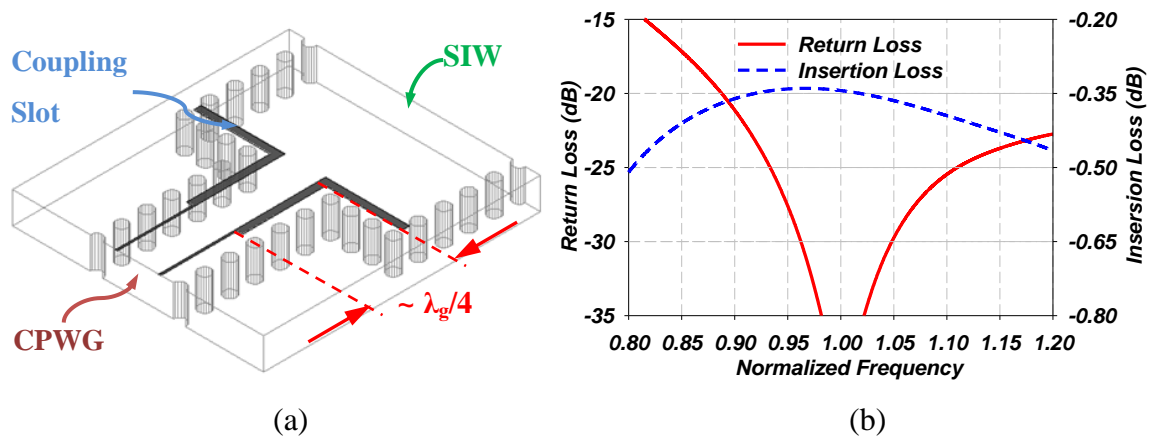 Coupling
Slot
SIW
CPWG
~ λg/4
(a)
(b)
Return Loss
Insertion Loss
Return Loss (dB)
-15
-20
-25
-30
-35
Inserison Loss (dB)
-0.20
-0.35
-0.50
-0.65
-0.80
0.80 0.85 0.90 0.95 1.00 1.05 1.10 1.15 1.20
Normalized Frequency